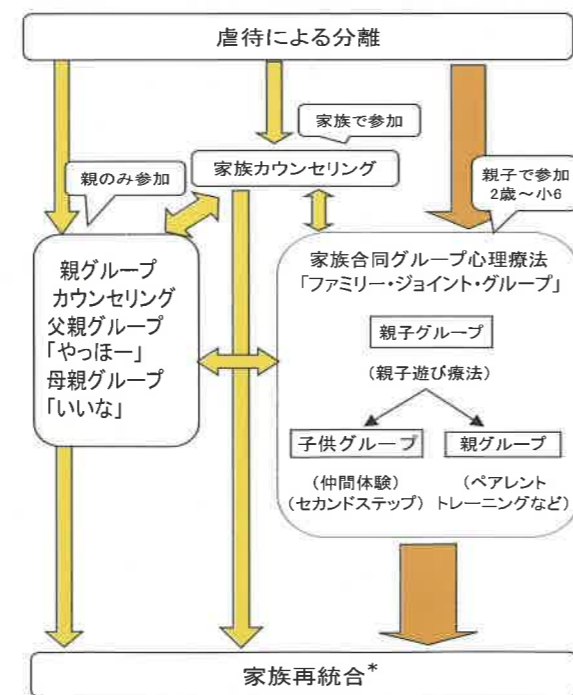 虐待による分離
家族で参加
家族カウンセリング
親のみ参加
親子で参加
2歳～小6
親グループ
カウンセリング
父親グループ
「やっほー」
母親グループ
「いいな」
家族合同グループ心理療法
「ファミリー・ジョイント・グループ」
親子グループ
(親子遊び療法)
子供グループ
親グループ
(仲間体験)
(セカンドステップ)
(ペアレント
トレーニングなど)
家族再統合*